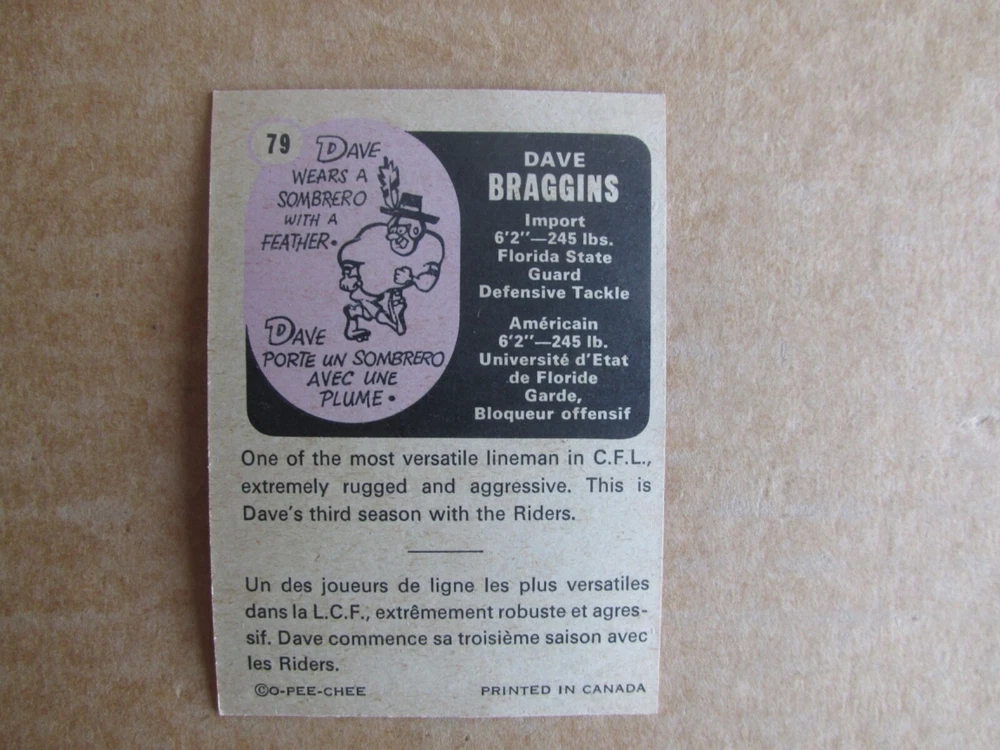 79
DAVE
WEARS A
SOMBRERO
WITH A
FEATHER.
DAVE
PORTE UN SOMBRERO
AVEC UNE
PLUME.
DAVE
BRAGGINS
Import
6'2"—245 lbs.
Florida State
Guard
Defensive Tackle
Américain
6'2"—245 lb.
Université d'Etat
de Floride
Garde,
Bloqueur offensif
One of the most versatile lineman in C.F.L.,
extremely rugged and aggressive. This is
Dave's third season with the Riders.
Un des joueurs de ligne les plus versatiles
dans la L.C.F., extrêmement robuste et agres-
sif. Dave commence sa troisième saison avec
les Riders.
©O-PEE-CHEE PRINTED IN CANADA